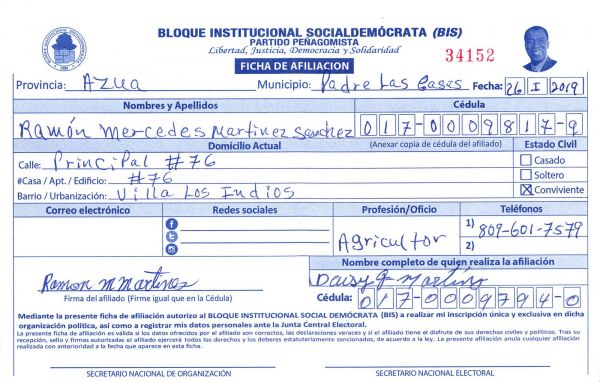 BLOQUE INSTITUCIONAL SOCIALDEMÓCRATA (BIS)
PARTIDO PEÑAGOMISTA
Libertad, Justicia, Democracia y Solidaridad
FICHA DE AFILIACION
34152
Provincia: Azua Municipio: Padre Las Casas Fecha: 26 I 2019
Nombres y Apellidos Cédula
Ramón Mercedes Martinez Sanchez 017-0009817-9
Domicilio Actual (Anexar copia de cédula del afiliado) Estado Civil
Calle: Principal #76 Casado
#Casa / Apt. / Edificio: #76 Soltero
Barrio / Urbanización: Villa Los Indios Conviviente
Correo electrónico Redes sociales Profesión/Oficio Teléfonos
Agricultor 1) 809-601-7579
2)
Nombre completo de quien realiza la afiliación
Ramon M Martinez Daisy J Martínez
Firma del afiliado (Firme igual que en la Cédula) Cédula: 017-0009794-0
Mediante la presente ficha de afiliación autorizo al BLOQUE INSTITUCIONAL SOCIAL DEMÓCRATA (BIS) a realizar mi inscripción única y exclusiva en dicha
organización política, así como a registrar mis datos personales ante la Junta Central Electoral.
La presente ficha de afiliación es valida si los datos ofrecidos por el afiliado son correctos, las declaraciones veraces y si el afiliado tiene el disfrute de sus derechos civiles y políticos. Tras su
recepción, sello y firmas autorizadas el afiliado ejercerá todos los derechos y los deberes estatutariamente sancionados, de acuerdo a ley. La presente afiliación anula cualquier afiliación
realizada con anterioridad a la fecha que aparece en esta ficha.
SECRETARIO NACIONAL DE ORGANIZACIÓN SECRETARIO NACIONAL ELECTORAL